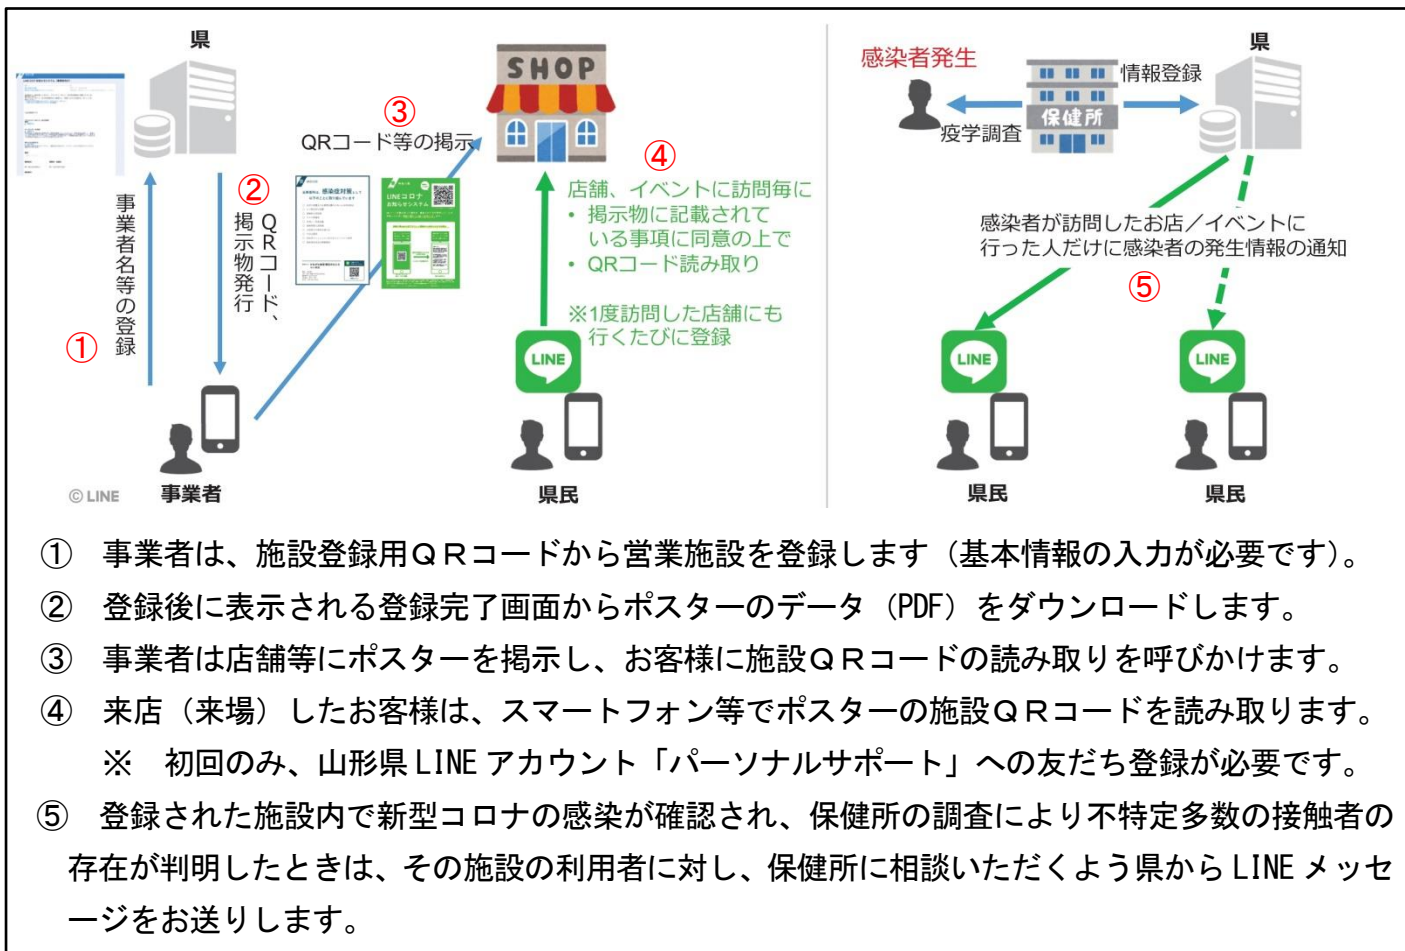 県
事業者名等の登録
①
②
QRコード、
掲示物発行
③
QRコード等の掲示
感染症対策
LINEコロナ
お知らせシステム
SHOP
④
店舗、イベントに訪問毎に
• 掲示物に記載されて
いる事項に同意の上で
• QRコード読み取り
※1度訪問した店舗にも
行くたびに登録
LINE
© LINE
事業者
県民
感染者発生
疫学調査
保健所
情報登録
県
感染者が訪問したお店／イベントに
行った人だけに感染者の発生情報の通知
⑤
LINE
LINE
県民
県民
①　事業者は、施設登録用ＱＲコードから営業施設を登録します（基本情報の入力が必要です）。
②　登録後に表示される登録完了画面からポスターのデータ（PDF）をダウンロードします。
③　事業者は店舗等にポスターを掲示し、お客様に施設ＱＲコードの読み取りを呼びかけます。
④　来店（来場）したお客様は、スマートフォン等でポスターの施設ＱＲコードを読み取ります。
※　初回のみ、山形県 LINE アカウント「パーソナルサポート」への友だち登録が必要です。
⑤　登録された施設内で新型コロナの感染が確認され、保健所の調査により不特定多数の接触者の
存在が判明したときは、その施設の利用者に対し、保健所に相談いただくよう県から LINE メッセ
ージをお送りします。